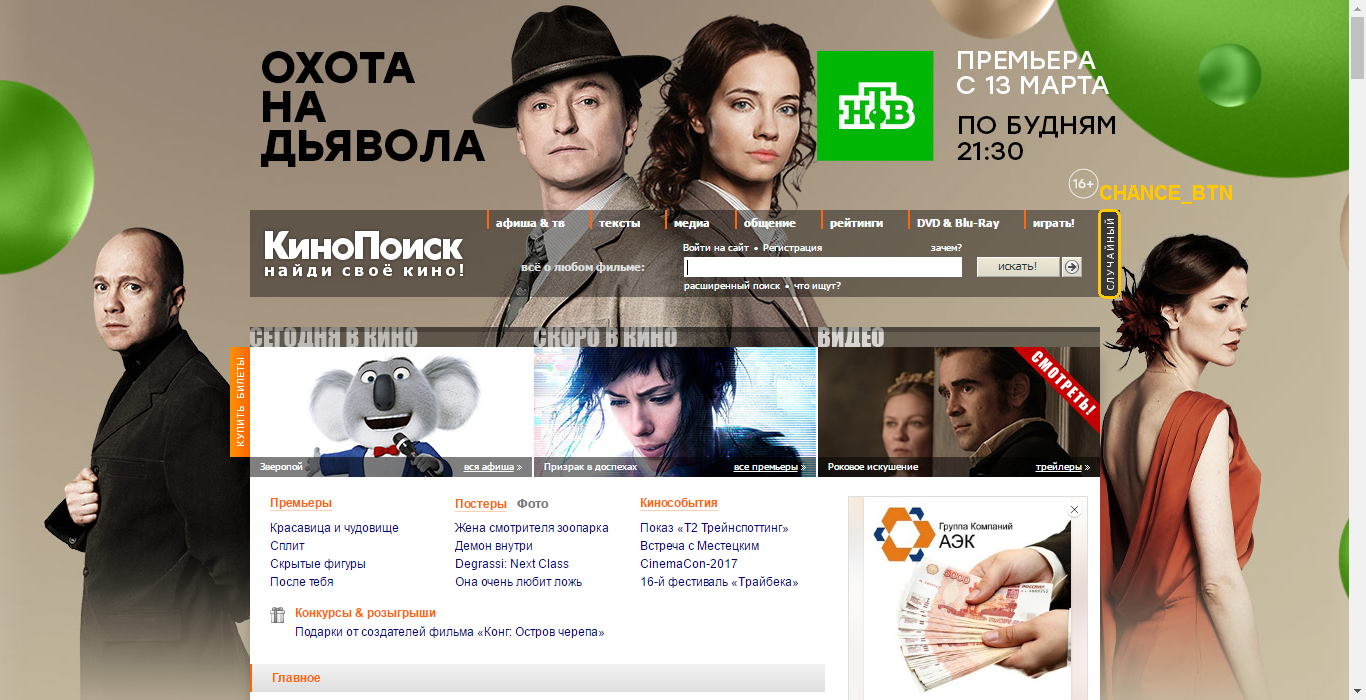 ОХОТА
НА
ДЬЯВОЛА
НТВ
ПРЕМЬЕРА
С 13 МАРТА
ПО БУДНЯМ
21:30
16+
CHANCE_BTN
СЛУЧАЙНЫЙ
афиша & тв
тексты
медиа
общение
рейтинги
DVD & Blu-Ray
играть!
КиноПоиск
найди своё кино!
Войти на сайт • Регистрация
зачем?
всё о любом фильме:
искать!
расширенный поиск • что ищут?
СЕГОДНЯ В КИНО
СКОРО В КИНО
ВИДЕО
КУПИТЬ БИЛЕТЫ
СМОТРЕТЬ!
Зверопой
вся афиша »
Призрак в доспехах
все премьеры »
Роковое искушение
трейлеры »
Премьеры
Красавица и чудовище
Сплит
Скрытые фигуры
После тебя
Постеры Фото
Жена смотрителя зоопарка
Демон внутри
Degrassi: Next Class
Она очень любит ложь
Кинособытия
Показ «Т2 Трейнспоттинг»
Встреча с Местецким
CinemaCon-2017
16-й фестиваль «Трайбека»
Конкурсы & розыгрыши
Подарки от создателей фильма «Конг: Остров черепа»
Главное
Группа Компаний
АЭК
5000